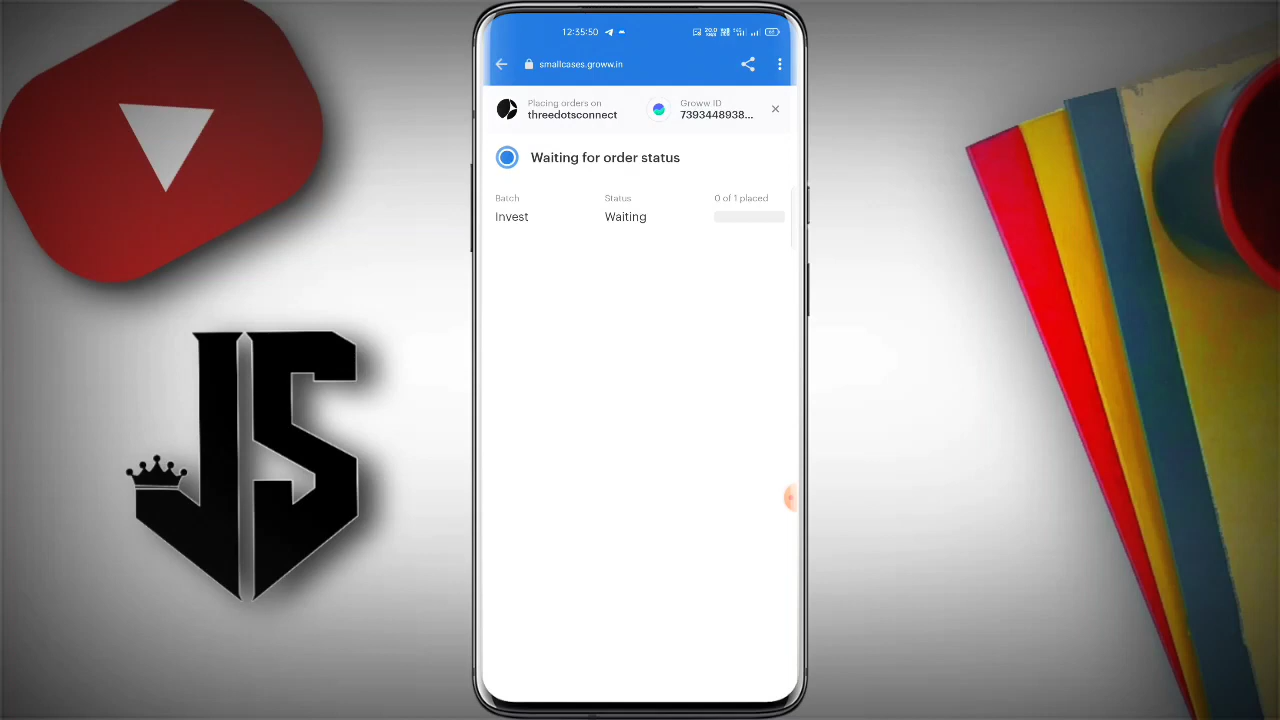 12:35:50
smallcases.groww.in
Placing orders on
threedotsconnect
Groww ID
7393448938...
Waiting for order status
Batch
Status
0 of 1 placed
Invest
Waiting
JS